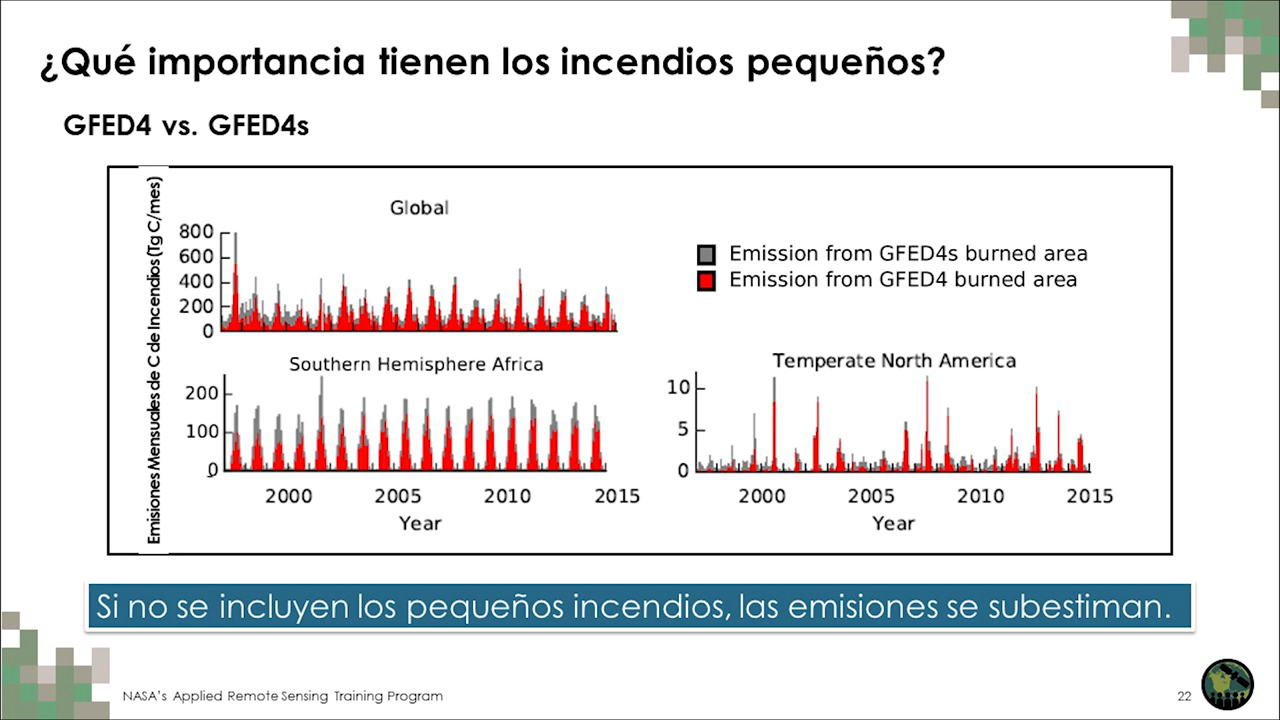 ¿Qué importancia tienen los incendios pequeños?
GFED4 vs. GFED4s
Emisiones Mensuales de C de Incendios (Tg C/mes)
Global
800
600
400
200
0
Emission from GFED4s burned area
Emission from GFED4 burned area
Southern Hemisphere Africa
200
100
0
2000 2005 2010 2015
Year
Temperate North America
10
5
0
2000 2005 2010 2015
Year
Si no se incluyen los pequeños incendios, las emisiones se subestiman.
NASA's Applied Remote Sensing Training Program
22